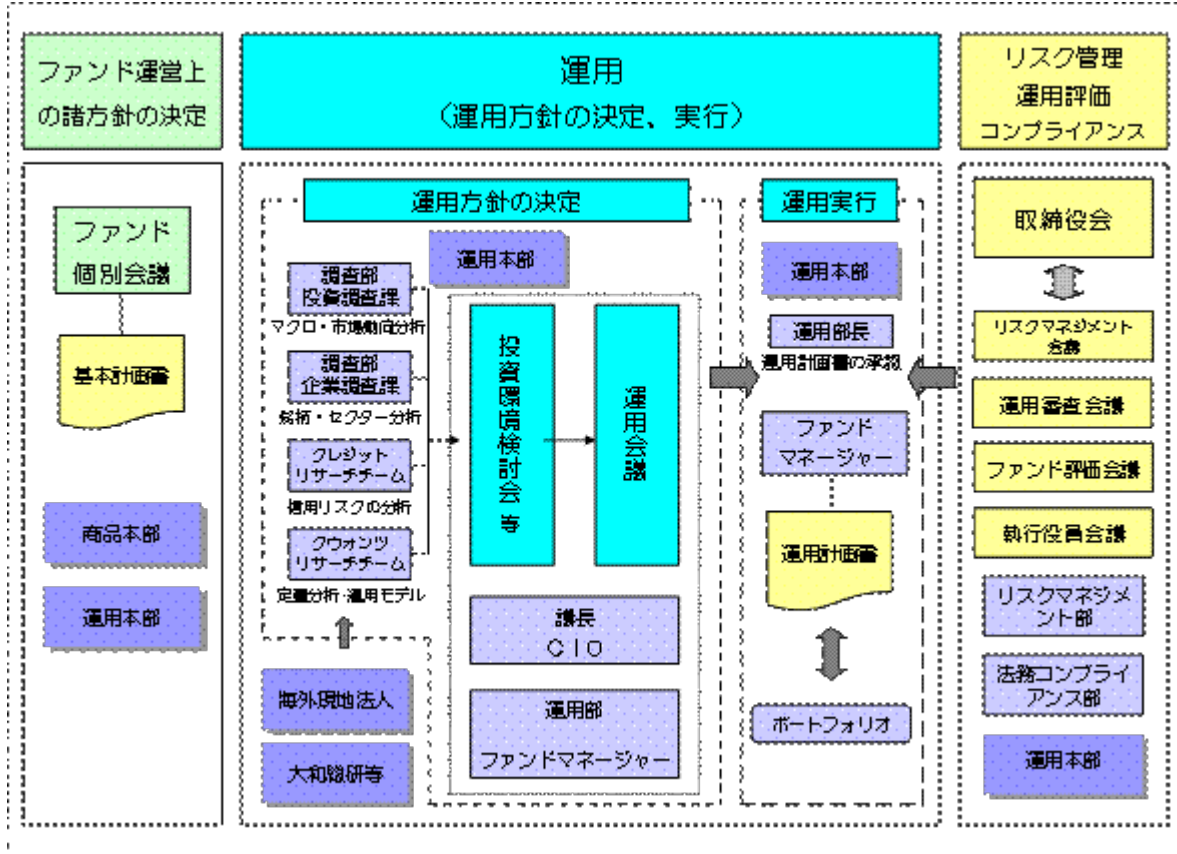 ファンド運営上
の諸方針の決定
運用
(運用方針の決定、実行)
リスク管理
運用評価
コンプライアンス
ファンド
個別会議
基本計画書
商品本部
運用本部
運用方針の決定
運用本部
調査部
投資調査課
マクロ・市場動向分析
調査部
企業調査課
銘柄・セクター分析
クレジット
リサーチチーム
信用リスクの分析
クウォンツ
リサーチチーム
定量分析・運用モデル
海外現地法人
大和総研等
投資環境検討会 等
運用会議
議長
CIO
運用部
ファンドマネージャー
運用実行
運用本部
運用部長
運用計画書の承認
ファンド
マネージャー
運用計画書
ポートフォリオ
取締役会
リスクマネジメント
会議
運用審査会議
ファンド評価会議
執行役員会議
リスクマネジメ
ント部
法務コンプライ
アンス部
運用本部